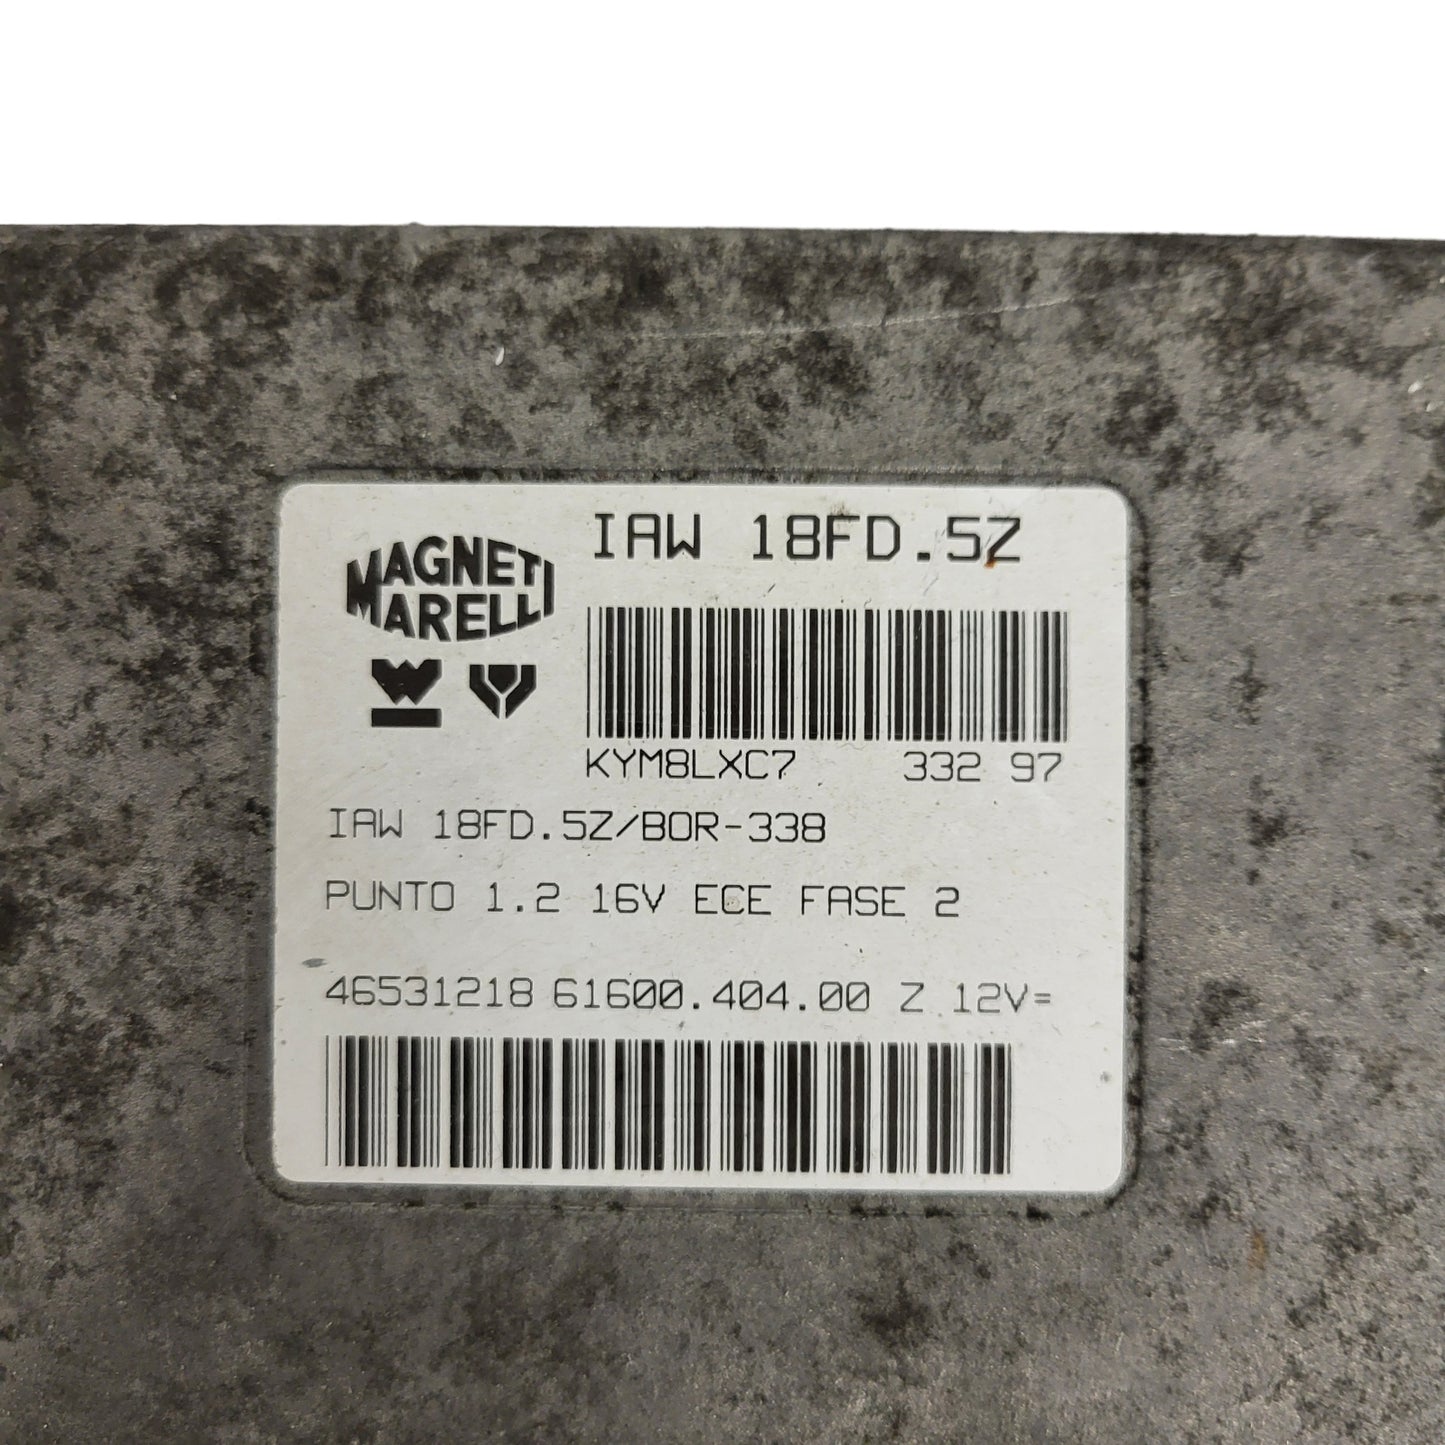 MAGNETI
MARELLI
IAW 18FD.5Z
KYM8LXC7 332 97
IAW 18FD.5Z/BOR-338
PUNTO 1.2 16V ECE FASE 2
46531218 61600.404.00 Z 12V=